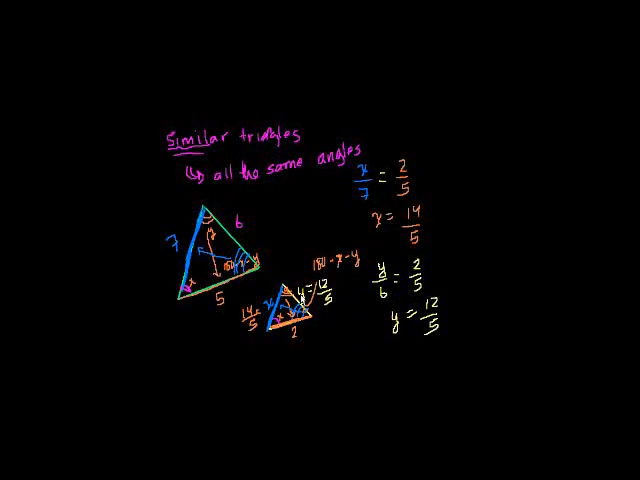 Similar triangles
↳ all the same angles
x/7 = 2/5
x = 14/5
6
7
y
180 - x - y
x
5
180 - x - y
y = 12/5
x
14/5
x
2
y/6 = 2/5
y = 12/5